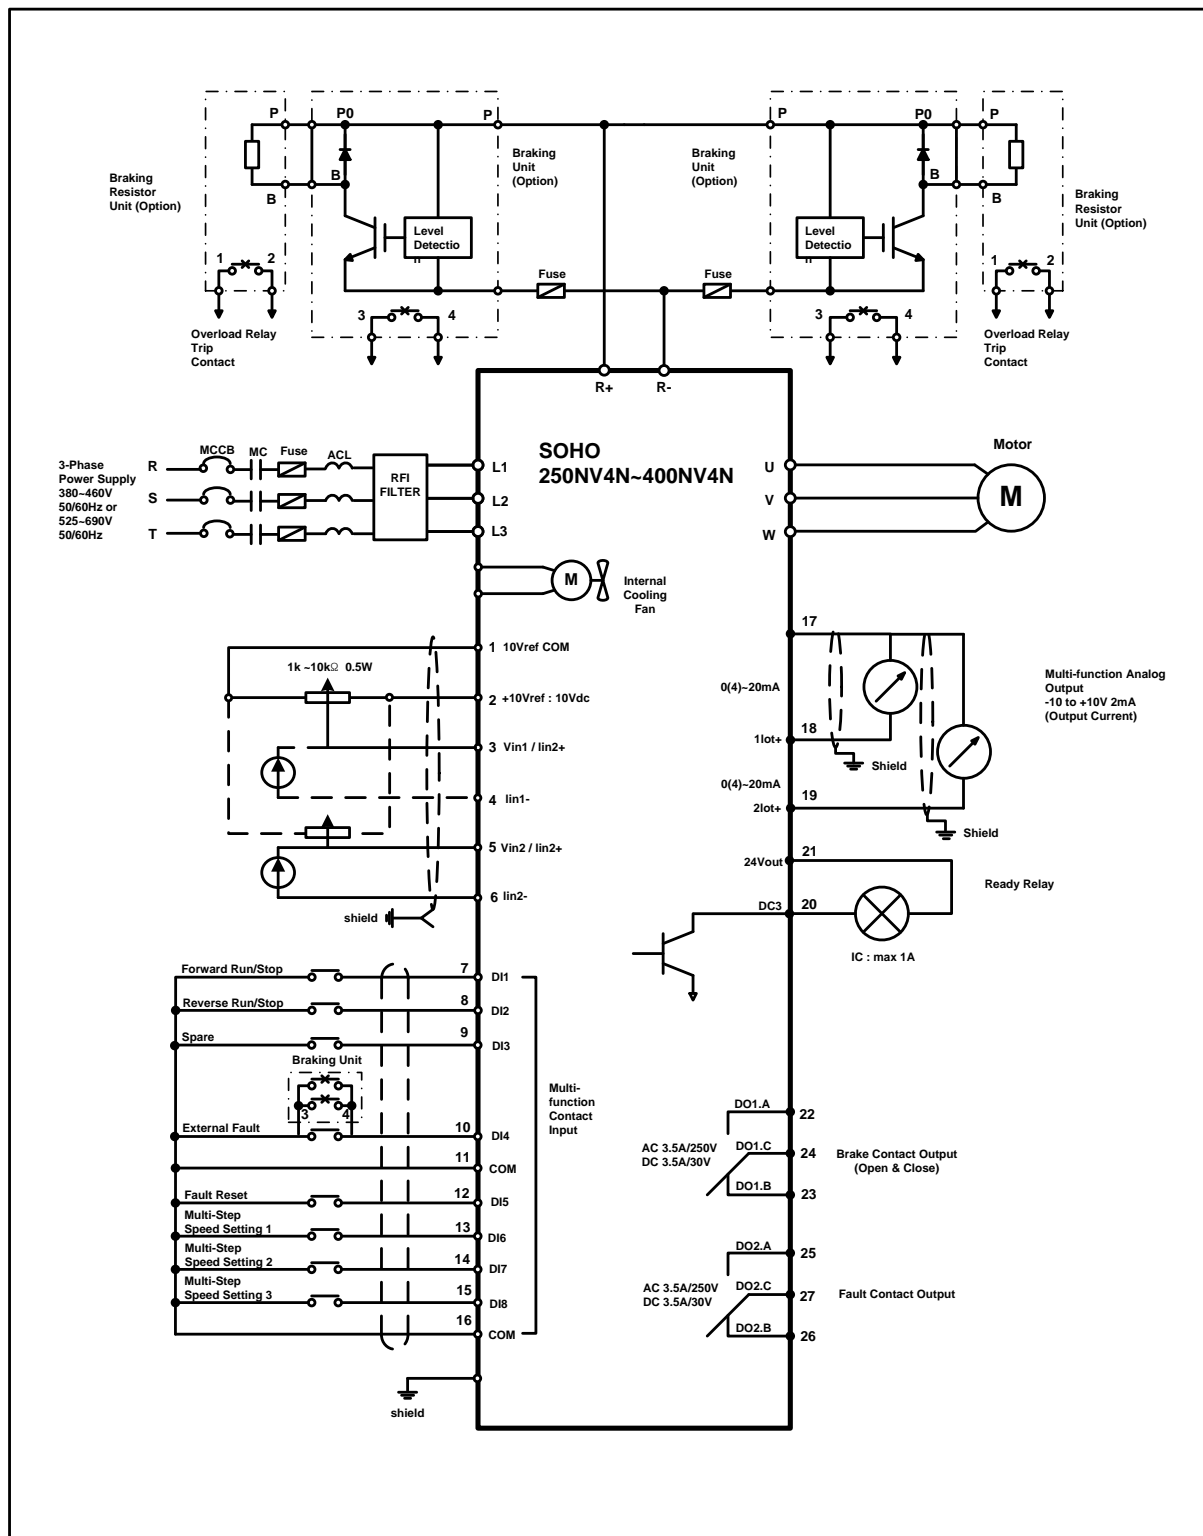 P
P0
P
P
P0
P
B
B
B
B
Braking
Resistor
Unit (Option)
Braking
Unit
(Option)
Braking
Unit
(Option)
Braking
Resistor
Unit (Option)
Level
Detectio
n
Level
Detectio
n
1
2
3
4
Fuse
Fuse
3
4
1
2
Overload Relay
Trip
Contact
Overload Relay
Trip
Contact
R+
R-
SOHO
250NV4N~400NV4N
3-Phase
Power Supply
380~460V
50/60Hz or
525~690V
50/60Hz
R
S
T
MCCB
MC
Fuse
ACL
RFI
FILTER
L1
L2
L3
U
V
W
Motor
M
M
Internal
Cooling
Fan
1k ~10kΩ 0.5W
1 10Vref COM
2 +10Vref : 10Vdc
3 Vin1 / Iin2+
4 Iin1-
5 Vin2 / Iin2+
6 Iin2-
shield
17
0(4)~20mA
18
1Iot+
Shield
0(4)~20mA
19
2Iot+
Shield
Multi-function Analog
Output
-10 to +10V 2mA
(Output Current)
21
24Vout
Ready Relay
DC3
20
IC : max 1A
Forward Run/Stop
7
DI1
Reverse Run/Stop
8
DI2
Spare
9
DI3
Braking Unit
3
4
External Fault
10
DI4
11
COM
Fault Reset
12
DI5
Multi-Step
Speed Setting 1
13
DI6
Multi-Step
Speed Setting 2
14
DI7
Multi-Step
Speed Setting 3
15
DI8
16
COM
Multi-
function
Contact
Input
shield
DO1.A
22
AC 3.5A/250V
DC 3.5A/30V
DO1.C
24
DO1.B
23
Brake Contact Output
(Open & Close)
DO2.A
25
AC 3.5A/250V
DC 3.5A/30V
DO2.C
27
DO2.B
26
Fault Contact Output